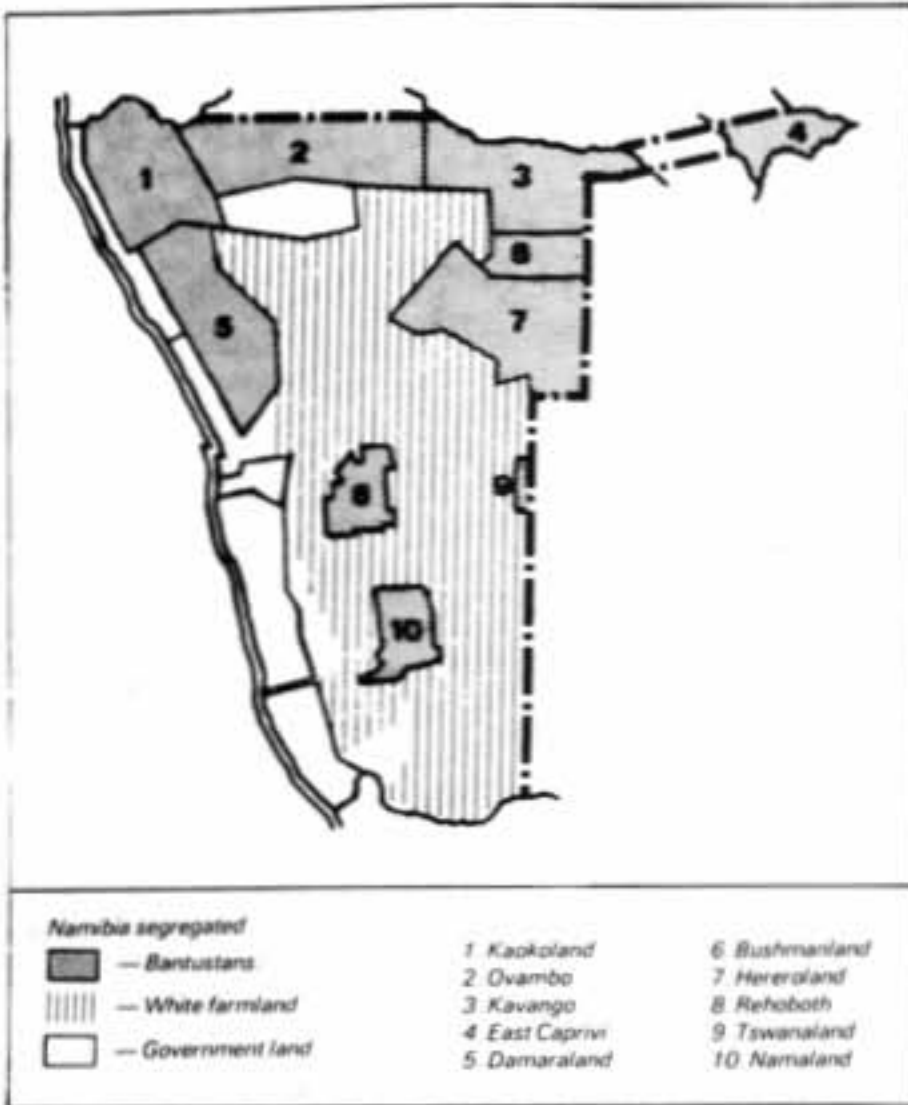 4
2
3
1
6
7
5
9
8
10
Namibia segregated
— Bantustans
— White farmland
— Government land
1 Kaokoland
2 Ovambo
3 Kavango
4 East Caprivi
5 Damaraland
6 Bushmanland
7 Hereroland
8 Rehoboth
9 Tswanaland
10 Namaland